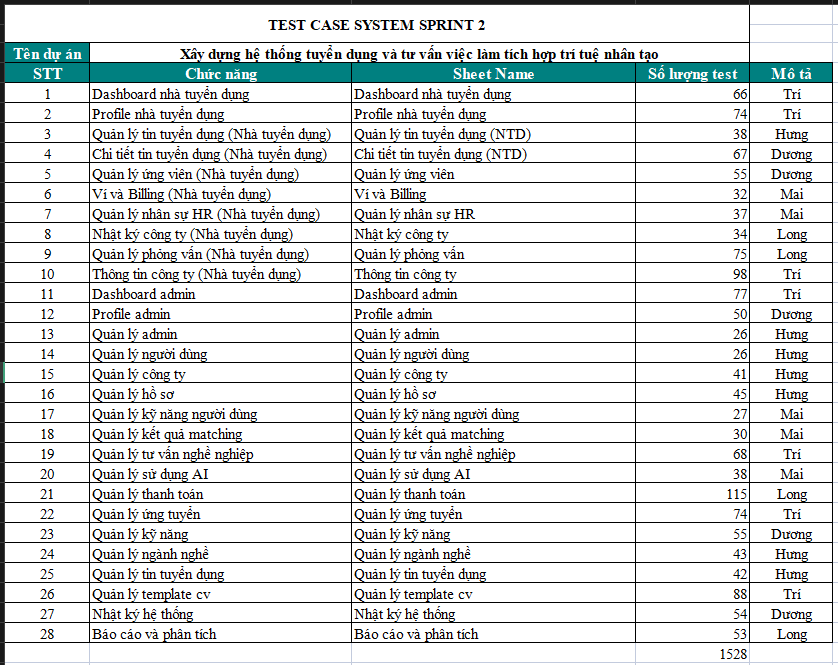 TEST CASE SYSTEM SPRINT 2
Tên dự án Xây dựng hệ thống tuyển dụng và tư vấn việc làm tích hợp trí tuệ nhân tạo
STT Chức năng Sheet Name Số lượng test Mô tả
1 Dashboard nhà tuyển dụng Dashboard nhà tuyển dụng 66 Trí
2 Profile nhà tuyển dụng Profile nhà tuyển dụng 74 Trí
3 Quản lý tin tuyển dụng (Nhà tuyển dụng) Quản lý tin tuyển dụng (NTD) 38 Hưng
4 Chi tiết tin tuyển dụng (Nhà tuyển dụng) Chi tiết tin tuyển dụng (NTD) 67 Dương
5 Quản lý ứng viên (Nhà tuyển dụng) Quản lý ứng viên 55 Dương
6 Ví và Billing (Nhà tuyển dụng) Ví và Billing 32 Mai
7 Quản lý nhân sự HR (Nhà tuyển dụng) Quản lý nhân sự HR 37 Mai
8 Nhật ký công ty (Nhà tuyển dụng) Nhật ký công ty 34 Long
9 Quản lý phỏng vấn (Nhà tuyển dụng) Quản lý phỏng vấn 75 Long
10 Thông tin công ty (Nhà tuyển dụng) Thông tin công ty 98 Trí
11 Dashboard admin Dashboard admin 77 Trí
12 Profile admin Profile admin 50 Dương
13 Quản lý admin Quản lý admin 26 Hưng
14 Quản lý người dùng Quản lý người dùng 26 Hưng
15 Quản lý công ty Quản lý công ty 41 Hưng
16 Quản lý hồ sơ Quản lý hồ sơ 45 Hưng
17 Quản lý kỹ năng người dùng Quản lý kỹ năng người dùng 27 Mai
18 Quản lý kết quả matching Quản lý kết quả matching 30 Mai
19 Quản lý tư vấn nghề nghiệp Quản lý tư vấn nghề nghiệp 68 Trí
20 Quản lý sử dụng AI Quản lý sử dụng AI 38 Mai
21 Quản lý thanh toán Quản lý thanh toán 115 Long
22 Quản lý ứng tuyển Quản lý ứng tuyển 74 Trí
23 Quản lý kỹ năng Quản lý kỹ năng 55 Dương
24 Quản lý ngành nghề Quản lý ngành nghề 43 Hưng
25 Quản lý tin tuyển dụng Quản lý tin tuyển dụng 42 Hưng
26 Quản lý template cv Quản lý template cv 88 Trí
27 Nhật ký hệ thống Nhật ký hệ thống 54 Dương
28 Báo cáo và phân tích Báo cáo và phân tích 53 Long
1528